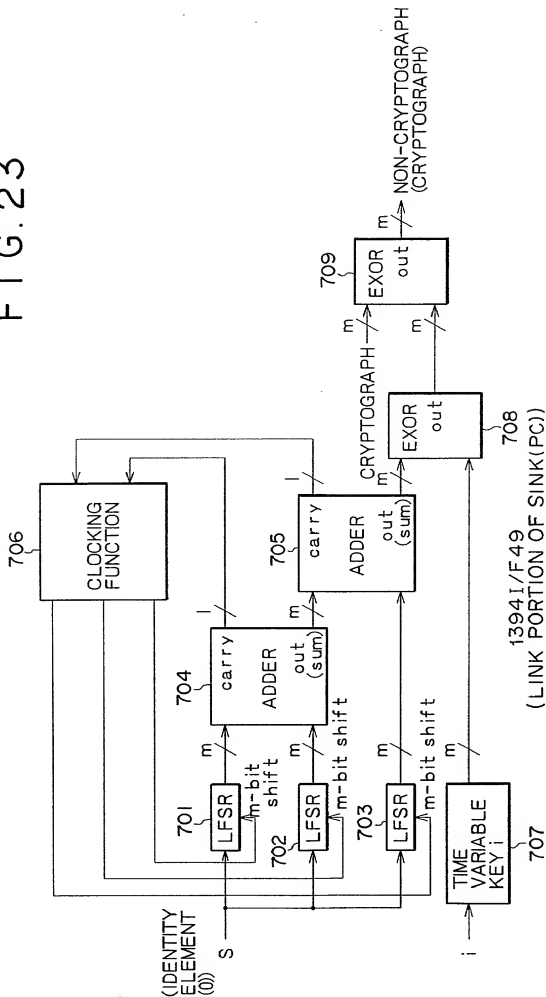 FIG. 23
706
CLOCKING
FUNCTION
704
carry
ADDER
out
(sum)
l
m
705
carry
ADDER
out
(sum)
l
m
(IDENTITY
ELEMENT
(0))
S
701
LFSR
m-bit
shift
m
702
LFSR
m-bit shift
m
703
LFSR
m-bit shift
m
i
TIME
VARIABLE
KEY i
707
m
CRYPTOGRAPH
m
EXOR
out
708
m
709
EXOR
out
m
NON-CRYPTOGRAPH
(CRYPTOGRAPH)
1394I/F49
(LINK PORTION OF SINK(PC))